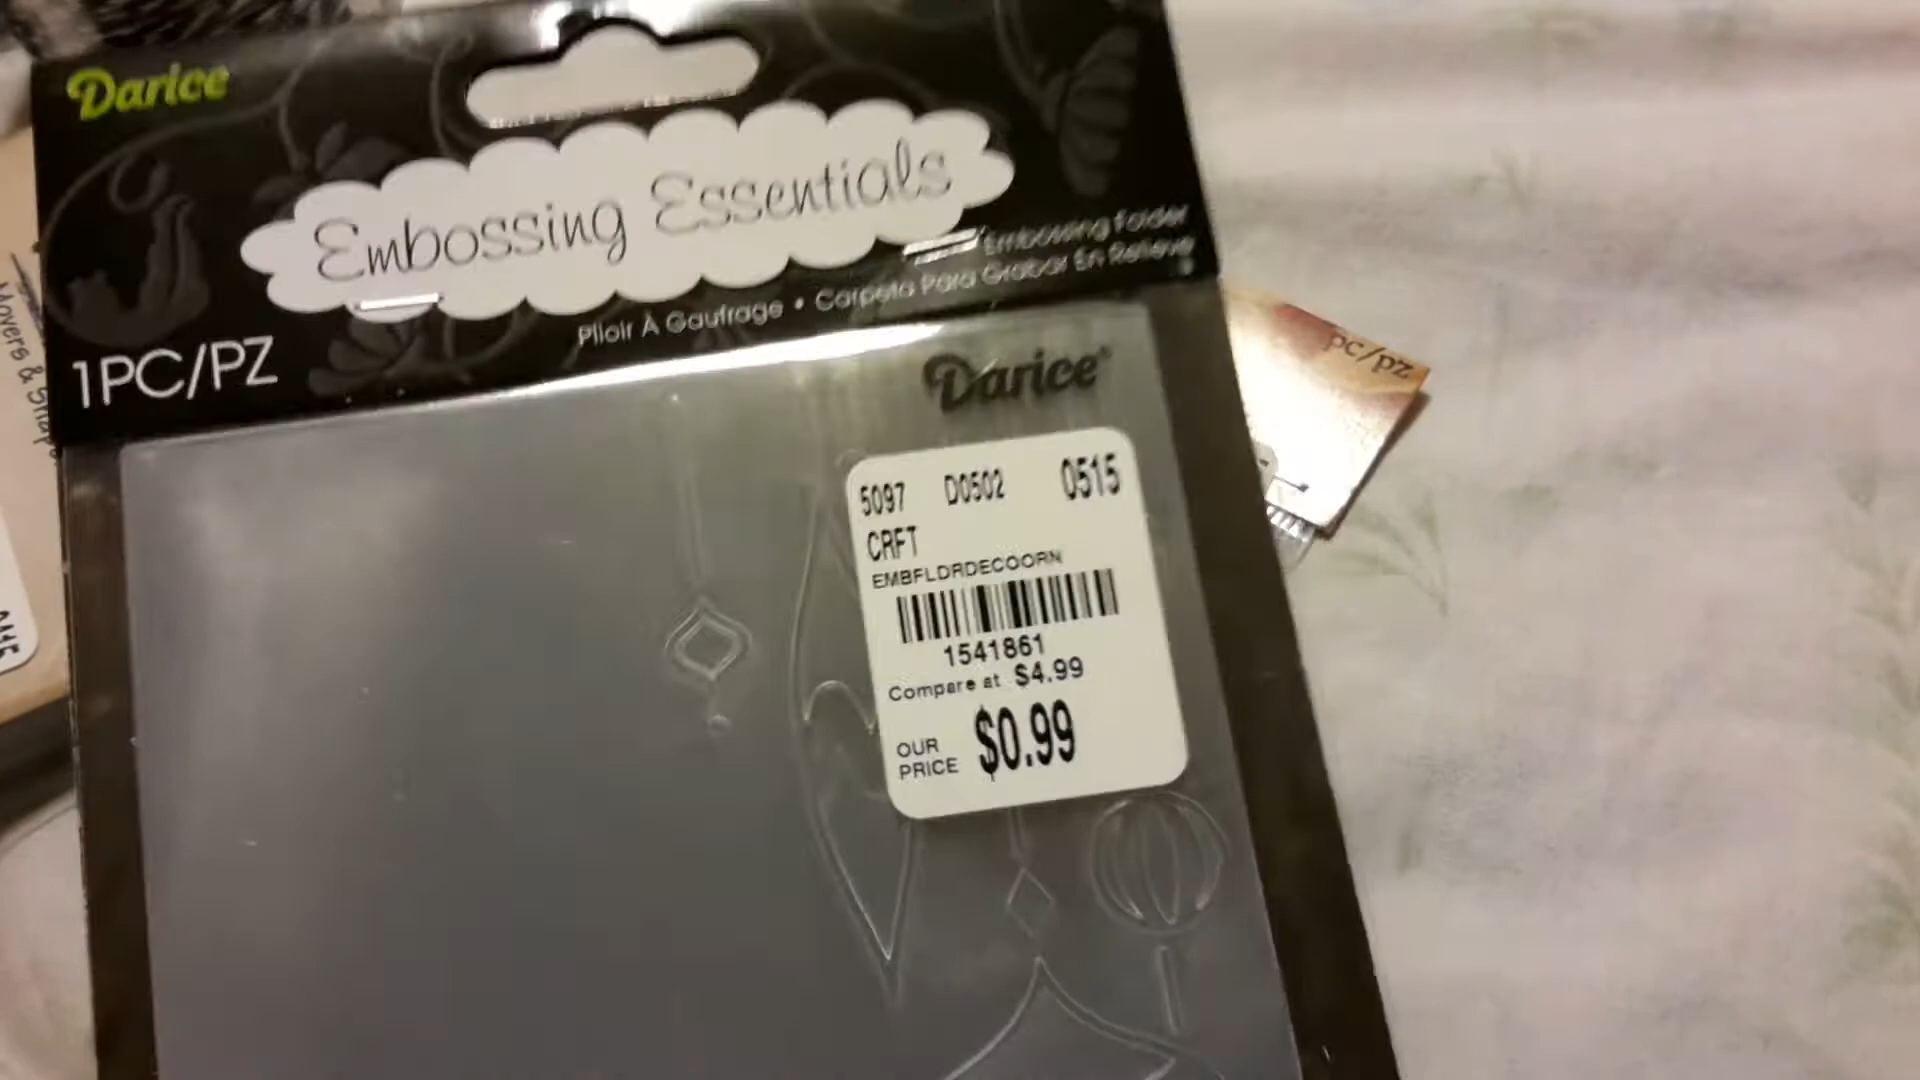 Darice
Embossing Essentials
Embossing Folder
Plioir À Gaufrage • Carpeta Para Grabar En Relieve
1PC/PZ
Darice
5097 D0502 0515
CRFT
EMBFLDRDECOORN
1541861
Compare at $4.99
OUR PRICE $0.99
pc/pz
Movers &